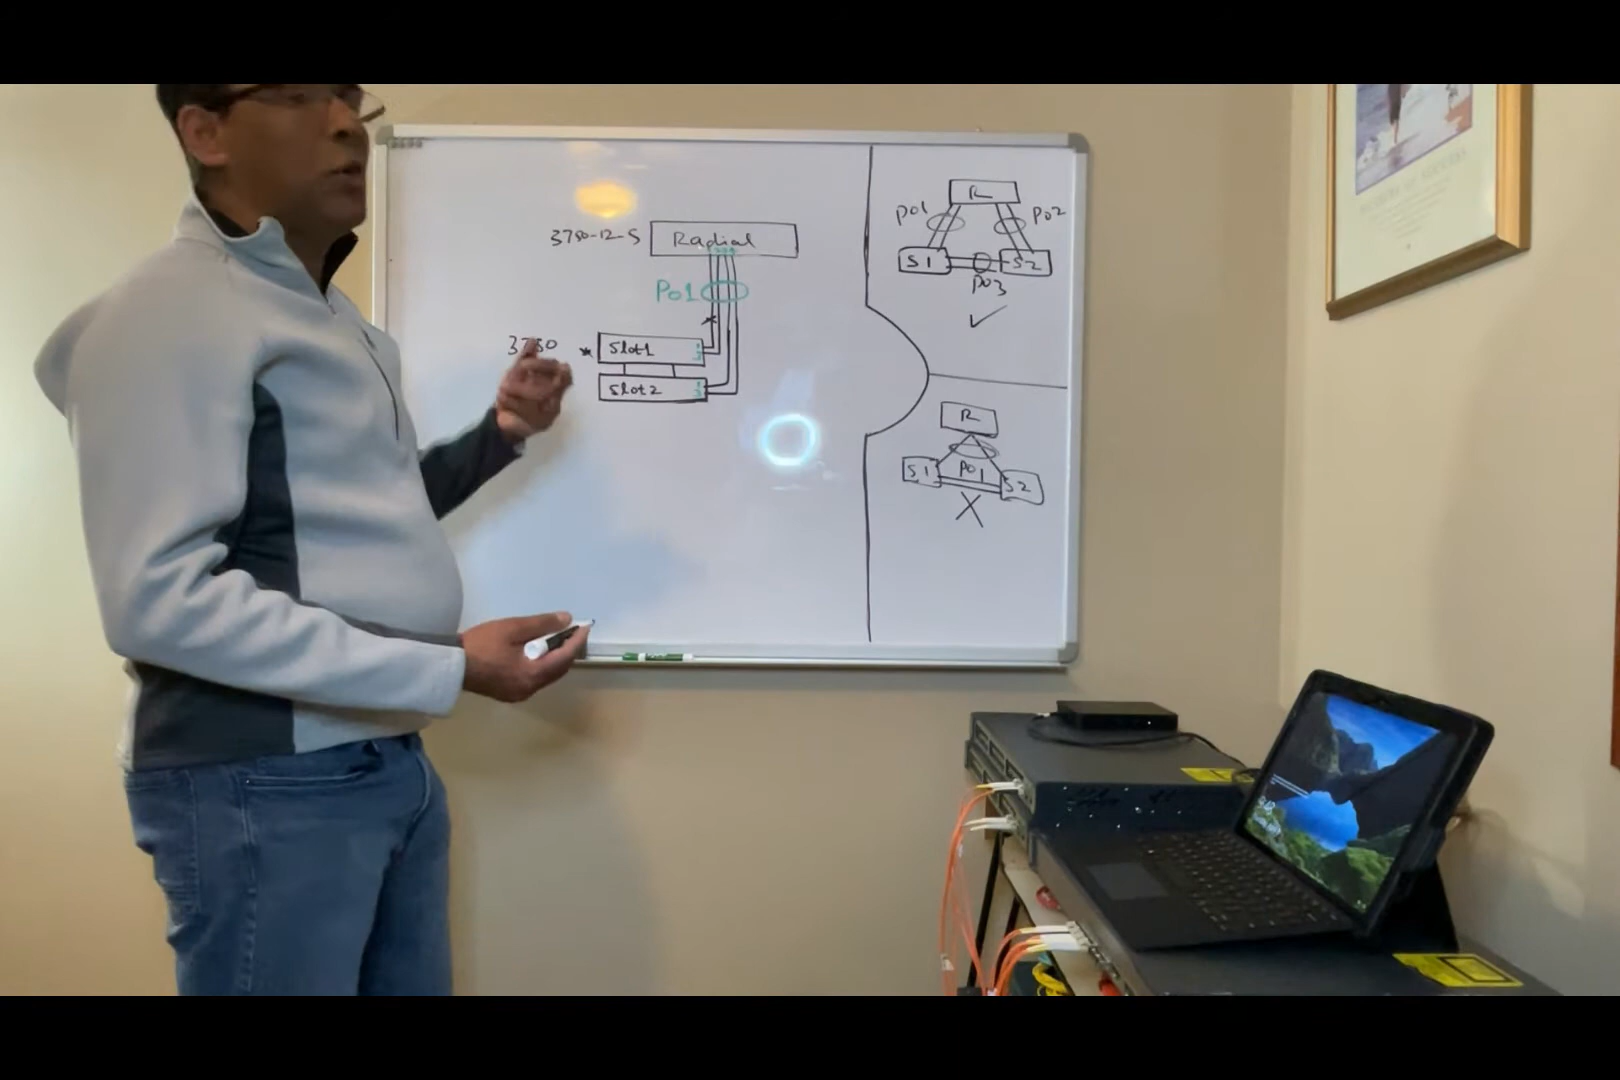 3750-12-S
Radial
Po1
3750
* Slot1
Slot2
R
Po1
Po2
S1
S2
Po3
R
S1
Po1
S2
X